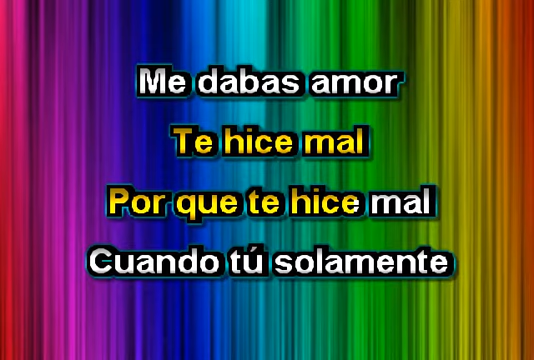 Me dabas amor
Te hice mal
Por que te hice mal
Cuando tú solamente